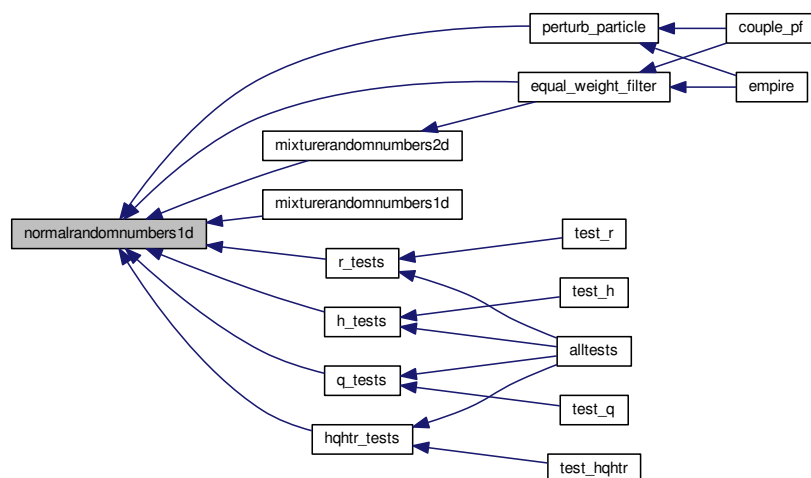 perturb_particle
couple_pf
equal_weight_filter
empire
mixturerandomnumbers2d
mixturerandomnumbers1d
normalrandomnumbers1d
test_r
r_tests
test_h
h_tests
alltests
q_tests
test_q
hqhtr_tests
test_hqhtr